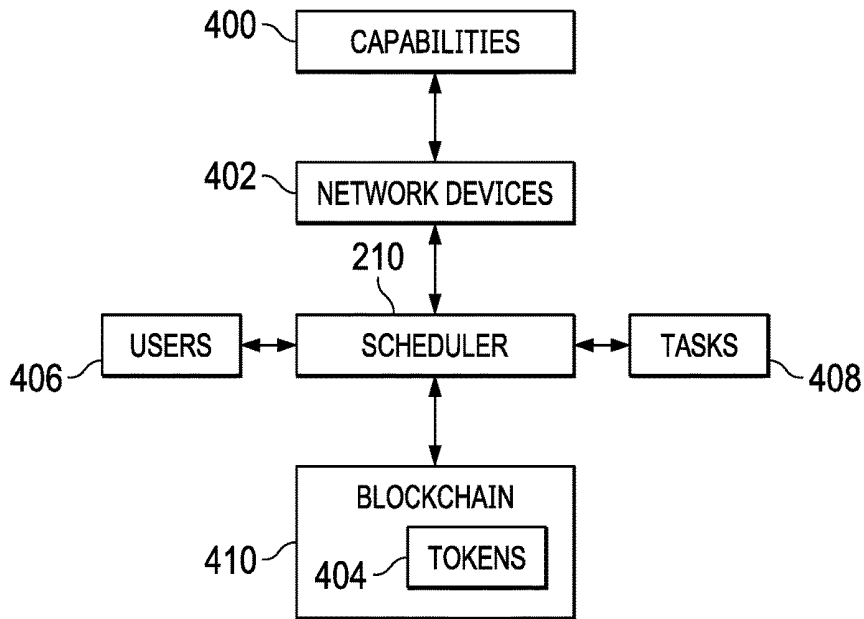 400
CAPABILITIES
402
NETWORK DEVICES
210
USERS
SCHEDULER
TASKS
406
408
BLOCKCHAIN
410
404
TOKENS